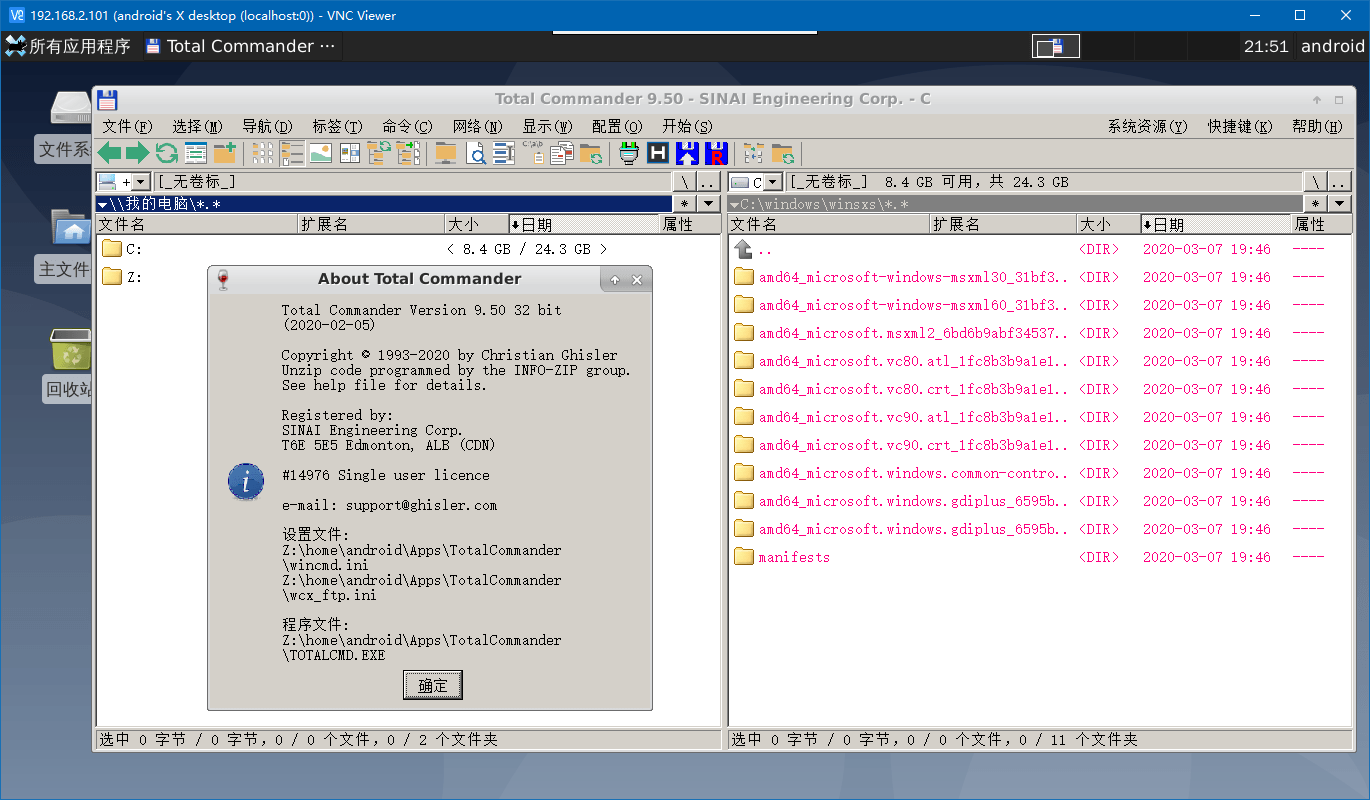 192.168.2.101 (android's X desktop (localhost:0)) - VNC Viewer
所有应用程序 Total Commander ··· 21:51 android
Total Commander 9.50 - SINAI Engineering Corp. - C
文件(F) 选择(M) 导航(D) 标签(T) 命令(C) 网络(N) 显示(W) 配置(O) 开始(S) 系统资源(Y) 快捷键(K) 帮助(H)
文件系
主文件
回收站
[_无卷标_] \ ..
C [_无卷标_] 8.4 GB 可用，共 24.3 GB \ ..
\\我的电脑\*.* *
C:\windows\winsxs\*.* *
文件名 扩展名 大小 日期 属性
C: < 8.4 GB / 24.3 GB >
Z:
About Total Commander
Total Commander Version 9.50 32 bit
(2020-02-05)
Copyright © 1993-2020 by Christian Ghisler
Unzip code programmed by the INFO-ZIP group.
See help file for details.
Registered by:
SINAI Engineering Corp.
T6E 5E5 Edmonton, ALB (CDN)
#14976 Single user licence
e-mail: support@ghisler.com
设置文件:
Z:\home\android\Apps\TotalCommander
\wincmd.ini
Z:\home\android\Apps\TotalCommander
\wcx_ftp.ini
程序文件:
Z:\home\android\Apps\TotalCommander
\TOTALCMD.EXE
确定
选中 0 字节 / 0 字节，0 / 0 个文件，0 / 2 个文件夹
文件名 扩展名 大小 日期 属性
.. <DIR> 2020-03-07 19:46 ----
amd64_microsoft-windows-msxml30_31bf3.. <DIR> 2020-03-07 19:46 ----
amd64_microsoft-windows-msxml60_31bf3.. <DIR> 2020-03-07 19:46 ----
amd64_microsoft.msxml2_6bd6b9abf34537.. <DIR> 2020-03-07 19:46 ----
amd64_microsoft.vc80.atl_1fc8b3b9a1e1.. <DIR> 2020-03-07 19:46 ----
amd64_microsoft.vc80.crt_1fc8b3b9a1e1.. <DIR> 2020-03-07 19:46 ----
amd64_microsoft.vc90.atl_1fc8b3b9a1e1.. <DIR> 2020-03-07 19:46 ----
amd64_microsoft.vc90.crt_1fc8b3b9a1e1.. <DIR> 2020-03-07 19:46 ----
amd64_microsoft.windows.common-contro.. <DIR> 2020-03-07 19:46 ----
amd64_microsoft.windows.gdiplus_6595b.. <DIR> 2020-03-07 19:46 ----
amd64_microsoft.windows.gdiplus_6595b.. <DIR> 2020-03-07 19:46 ----
manifests <DIR> 2020-03-07 19:46 ----
选中 0 字节 / 0 字节，0 / 0 个文件，0 / 11 个文件夹